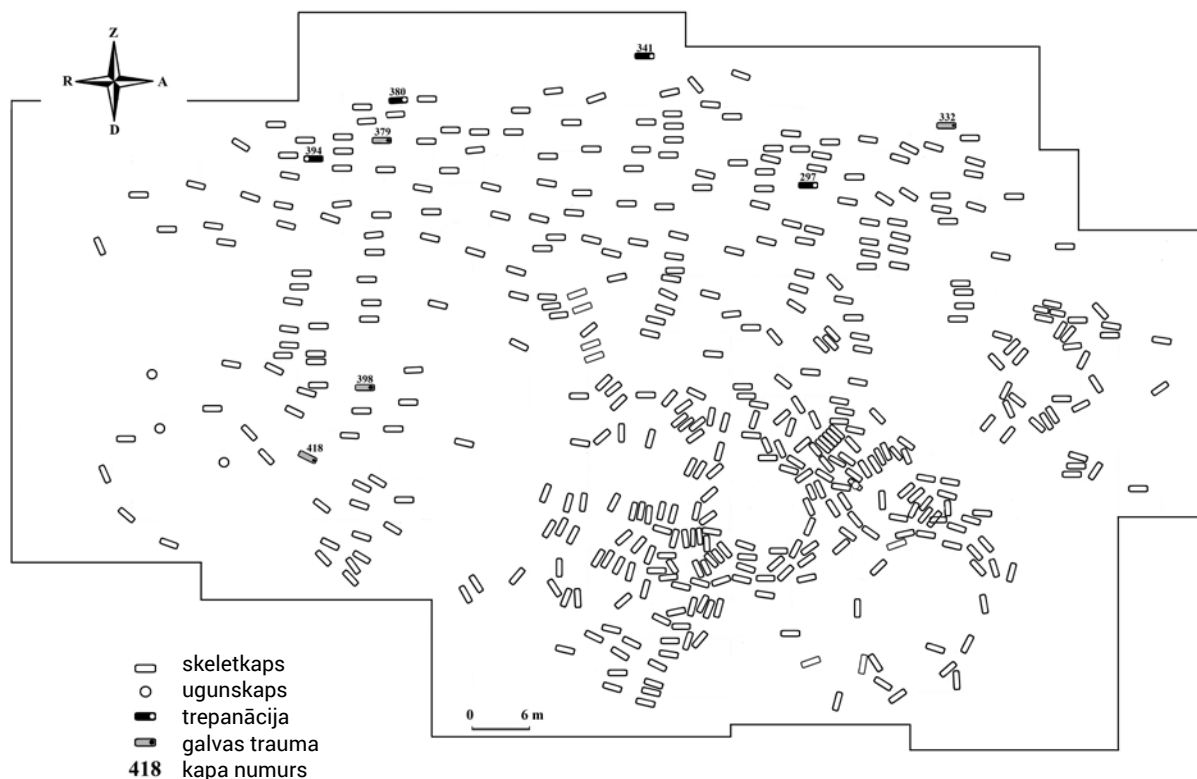 Z
R A
D
341
380
332
379
394
297
398
418
0 6 m
skeletkaps
ugunskaps
trepanācija
galvas trauma
418 kapa numurs